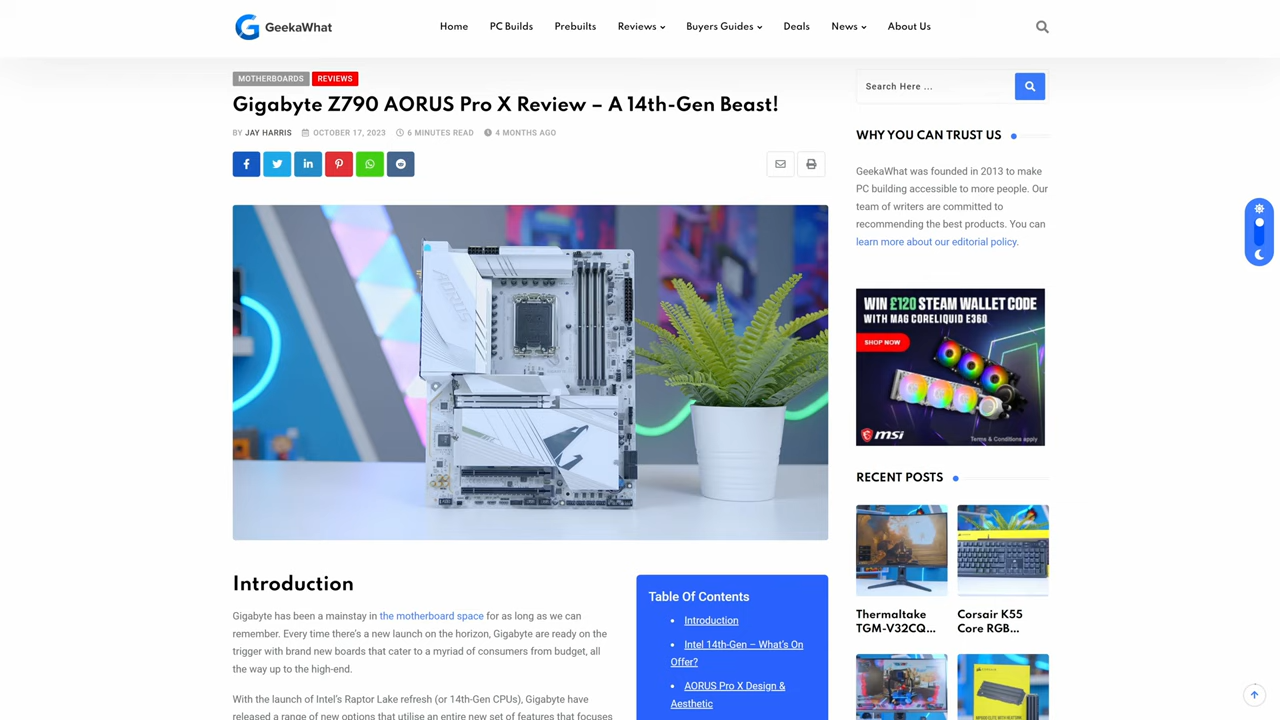 GeekaWhat
Home PC Builds Prebuilts Reviews Buyers Guides Deals News About Us
MOTHERBOARDS REVIEWS
Gigabyte Z790 AORUS Pro X Review – A 14th-Gen Beast!
BY JAY HARRIS OCTOBER 17, 2023 6 MINUTES READ 4 MONTHS AGO
AORUS
Introduction
Gigabyte has been a mainstay in the motherboard space for as long as we can
remember. Every time there's a new launch on the horizon, Gigabyte are ready on the
trigger with brand new boards that cater to a myriad of consumers from budget, all
the way up to the high-end.
With the launch of Intel's Raptor Lake refresh (or 14th-Gen CPUs), Gigabyte have
released a range of new options that utilise an entire new set of features that focuses
Table Of Contents
Introduction
Intel 14th-Gen – What's On
Offer?
AORUS Pro X Design &
Aesthetic
Search Here ...
WHY YOU CAN TRUST US
GeekaWhat was founded in 2013 to make
PC building accessible to more people. Our
team of writers are committed to
recommending the best products. You can
learn more about our editorial policy.
WIN £120 STEAM WALLET CODE
WITH MAG CORELIQUID E360
SHOP NOW
msi
Terms & Conditions apply
RECENT POSTS
Thermaltake
TGM-V32CQ...
Corsair K55
Core RGB...